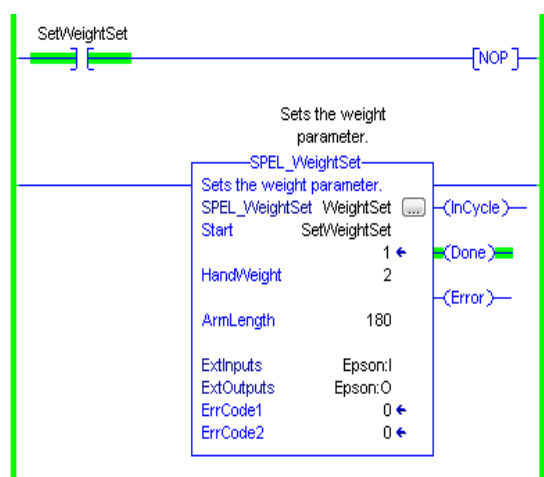 SetWeightSet
NOP
Sets the weight
parameter.
SPEL_WeightSet
Sets the weight parameter.
SPEL_WeightSet WeightSet ...
(InCycle)
Start SetWeightSet
1
(Done)
HandWeight 2
(Error)
ArmLength 180
ExtInputs Epson:I
ExtOutputs Epson:O
ErrCode1 0
ErrCode2 0